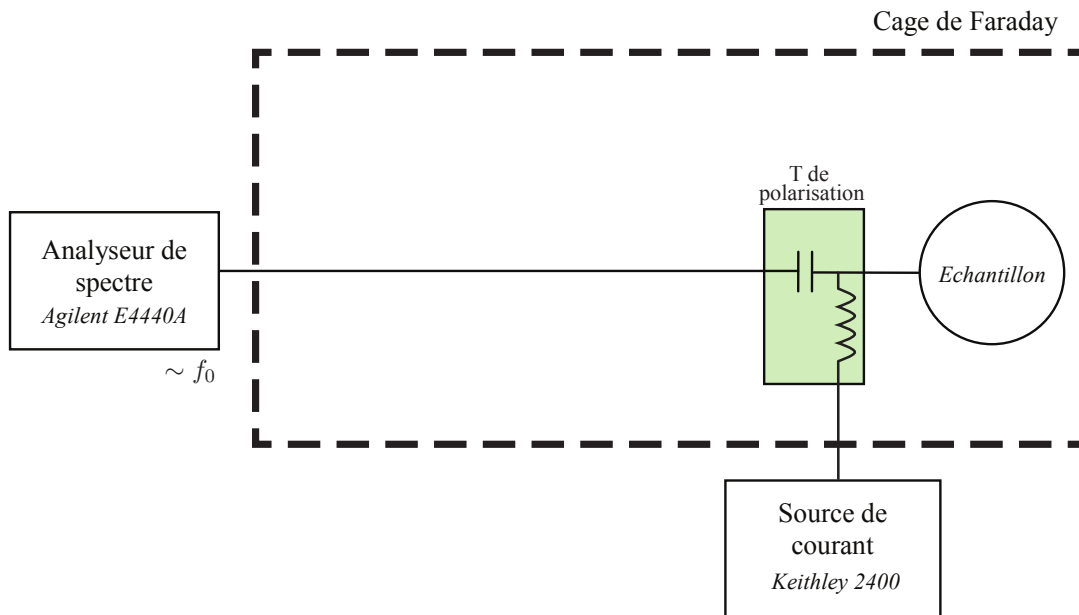 Cage de Faraday
T de
polarisation
Analyseur de
spectre
Agilent E4440A
Echantillon
∼ f₀
Source de
courant
Keithley 2400